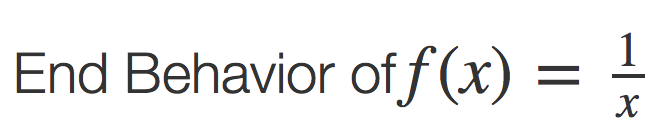 End Behavior of f(x) = 1/x